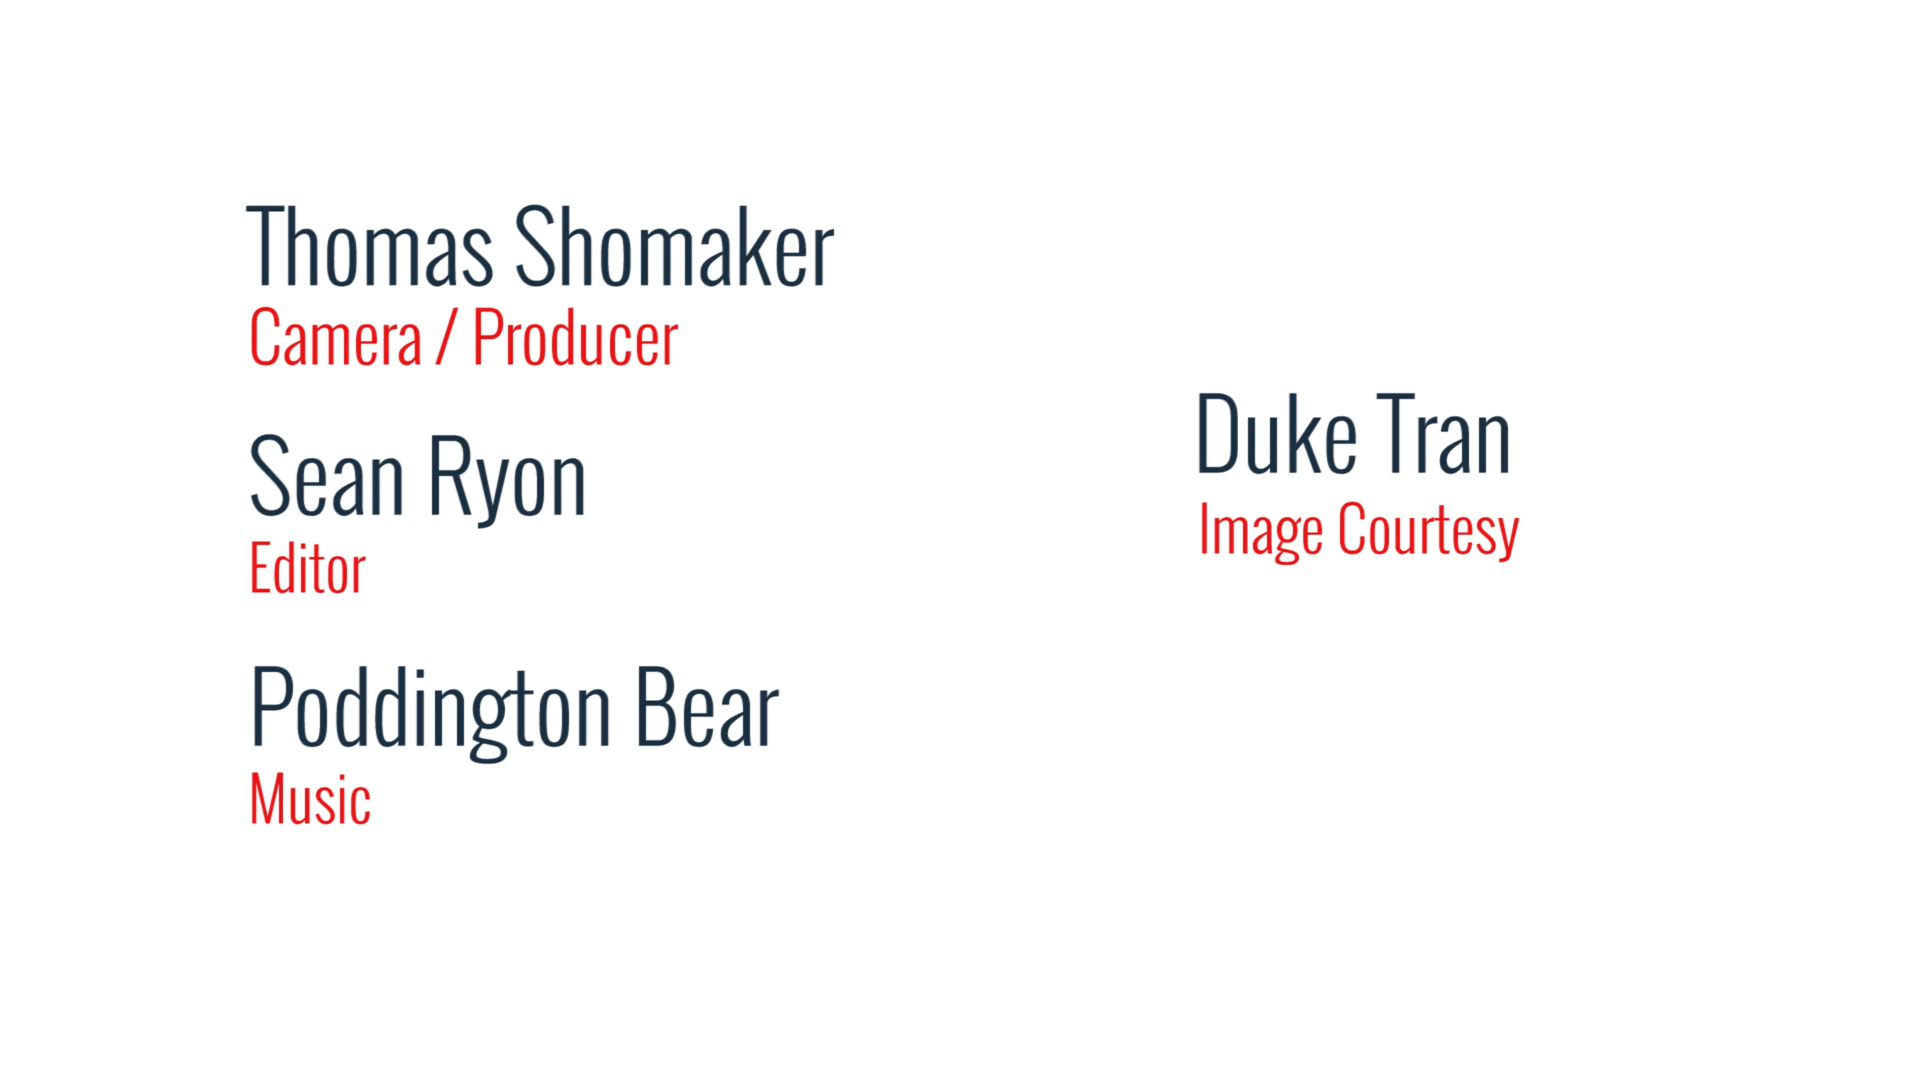 Thomas Shomaker
Camera / Producer
Sean Ryon
Editor
Poddington Bear
Music
Duke Tran
Image Courtesy